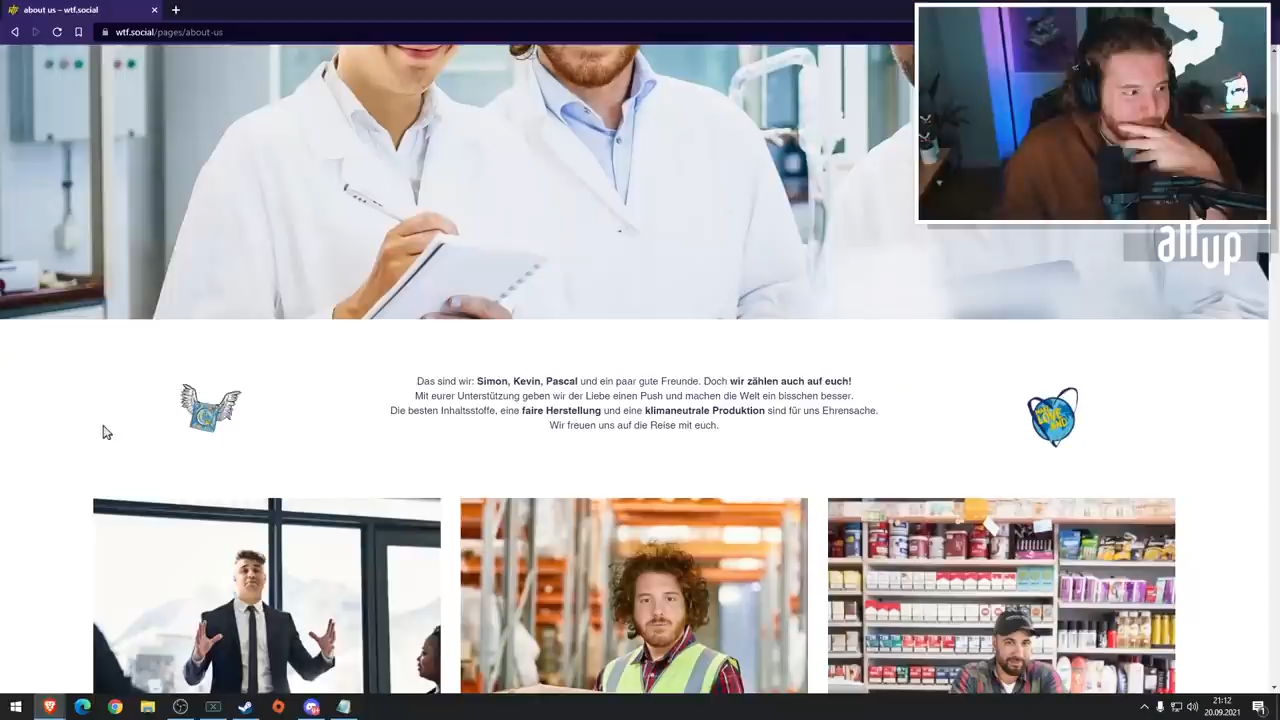 about us – wtf.social
wtf.social/pages/about-us
air up
Das sind wir: Simon, Kevin, Pascal und ein paar gute Freunde. Doch wir zählen auch auf euch!
Mit eurer Unterstützung geben wir der Liebe einen Push und machen die Welt ein bisschen besser.
Die besten Inhaltsstoffe, eine faire Herstellung und eine klimaneutrale Produktion sind für uns Ehrensache.
Wir freuen uns auf die Reise mit euch.
21:12
20.09.2021